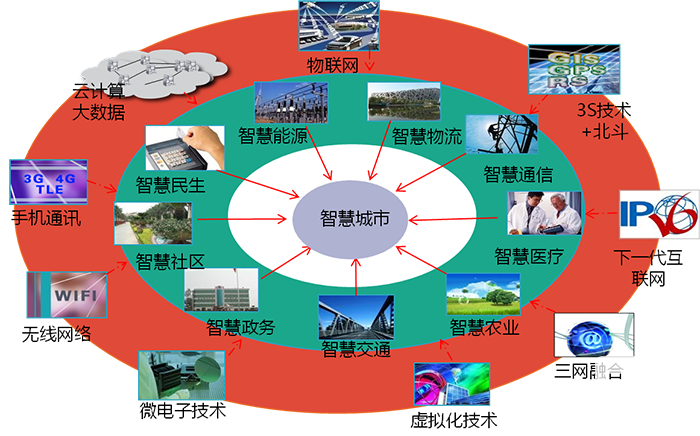 物联网
云计算
大数据
GIs
GPS
RS
3S技术
+北斗
智慧能源
智慧物流
智慧民生
智慧通信
3G 4G
TLE
手机通讯
智慧城市
IPv6
下一代互
联网
智慧社区
智慧医疗
WIFI
无线网络
智慧政务
智慧交通
智慧农业
@
三网融合
微电子技术
虚拟化技术